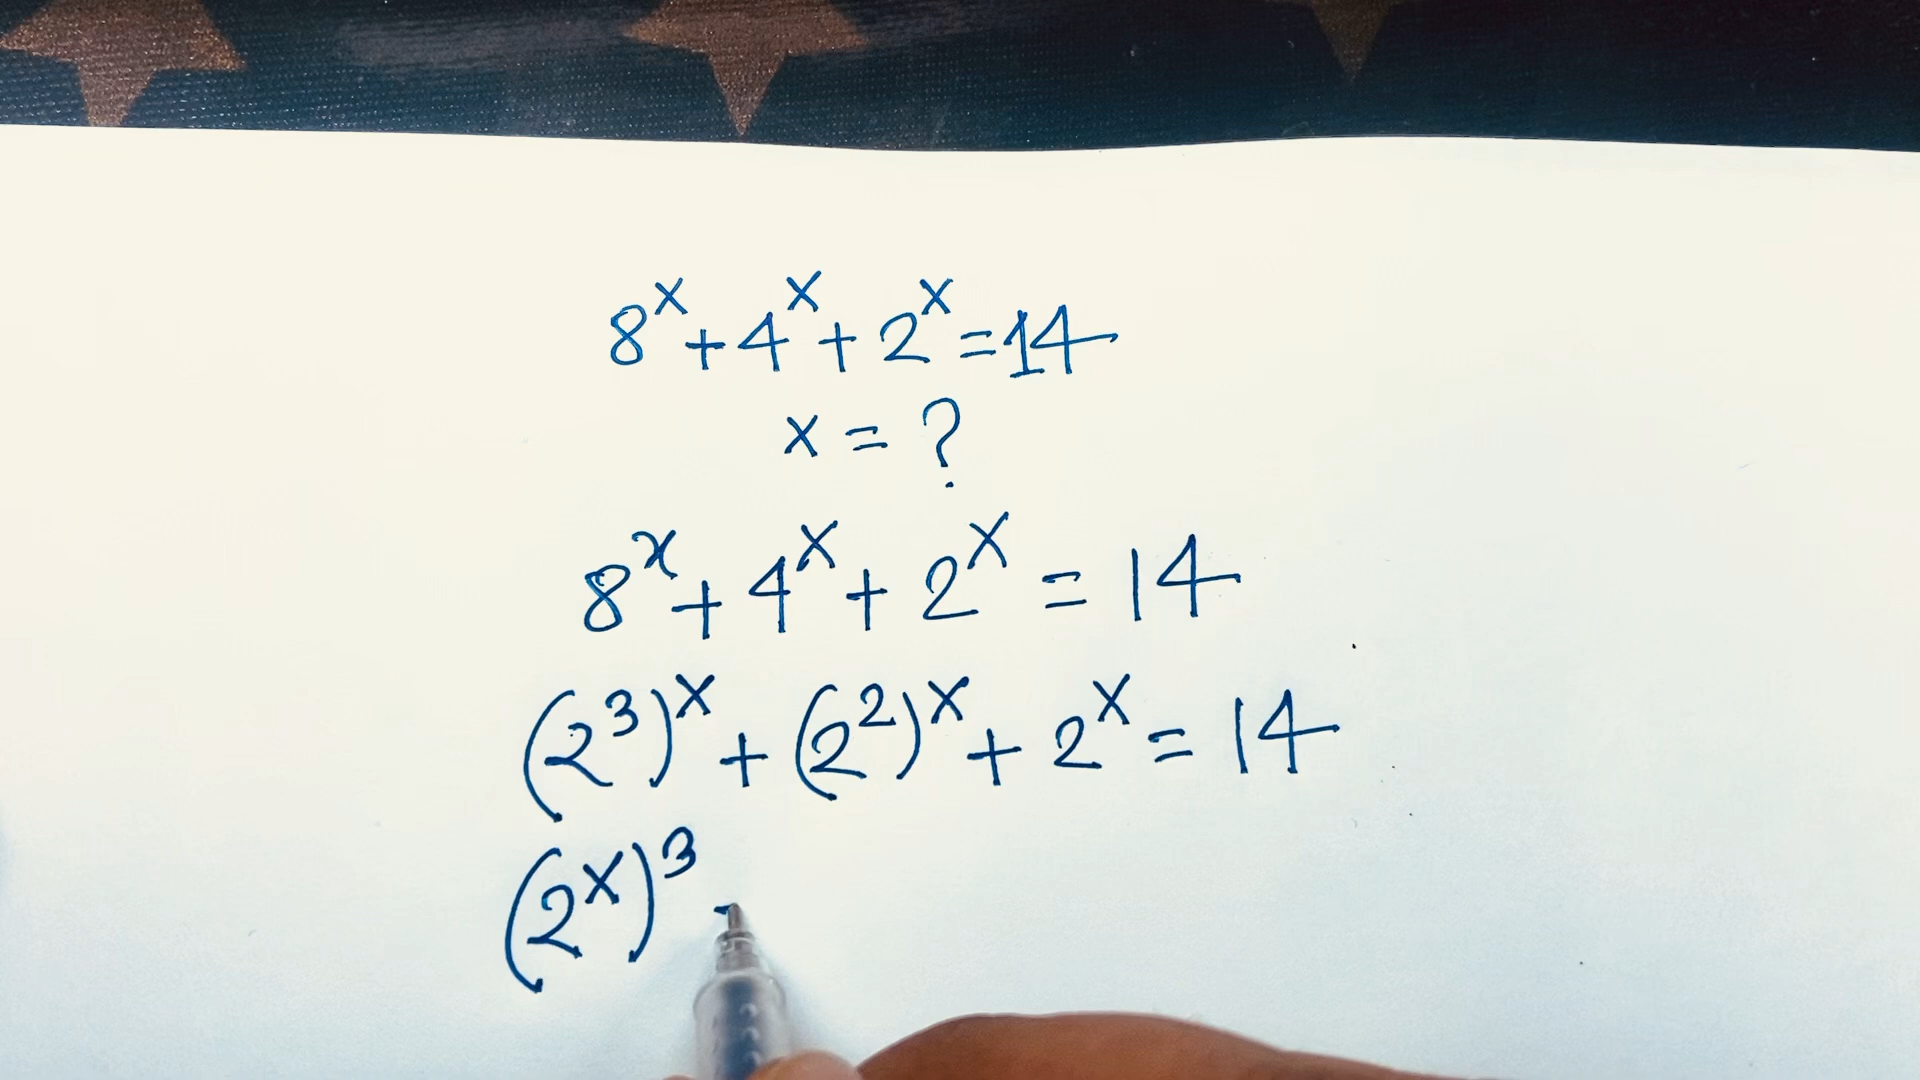 8^x + 4^x + 2^x = 14
x = ?
8^x + 4^x + 2^x = 14
(2^3)^x + (2^2)^x + 2^x = 14
(2^x)^3 -